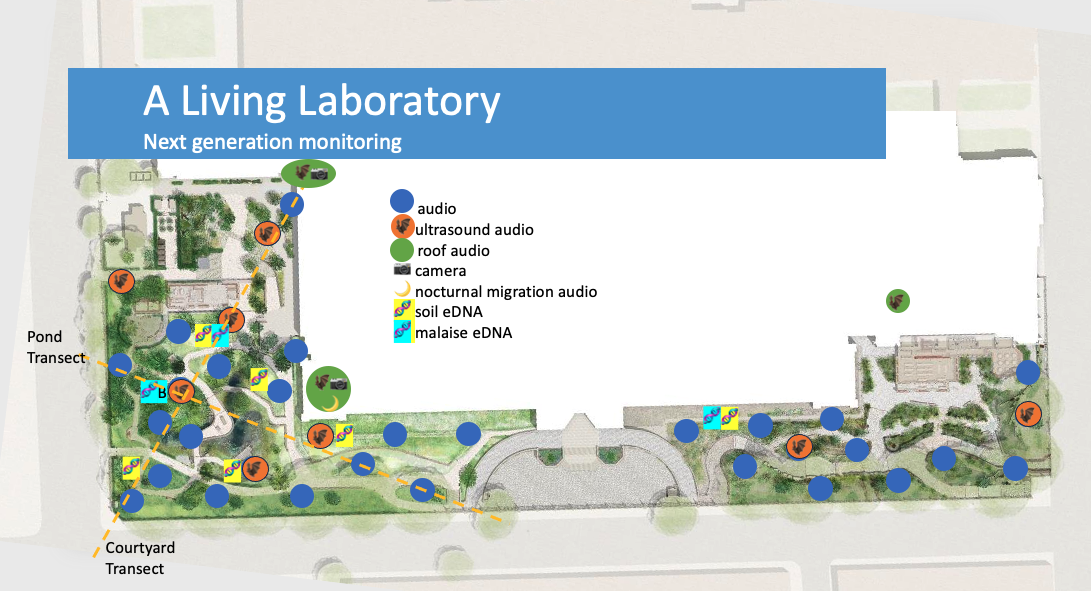 A Living Laboratory
Next generation monitoring
audio
ultrasound audio
roof audio
camera
nocturnal migration audio
soil eDNA
malaise eDNA
Pond
Transect
B
Courtyard
Transect